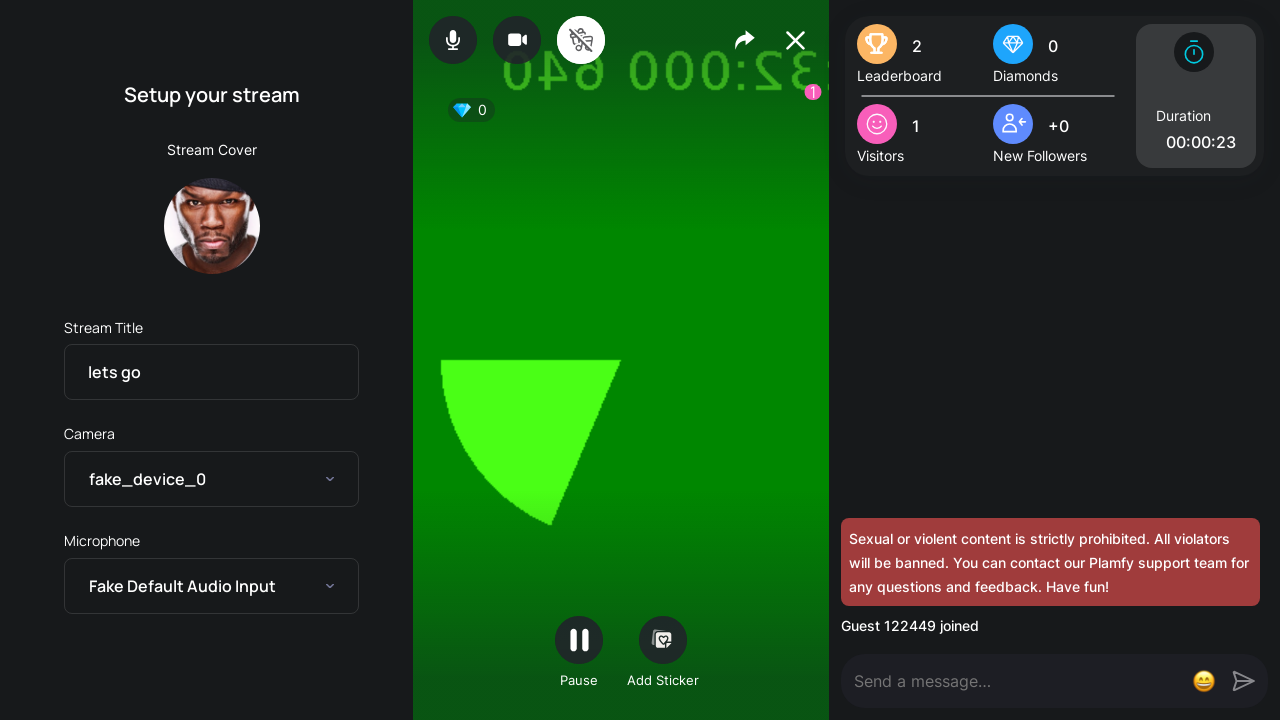 Setup your stream
Stream Cover
Stream Title
lets go
Camera
fake_device_0
Microphone
Fake Default Audio Input
32:000 640
1
0
Pause
Add Sticker
2
Leaderboard
0
Diamonds
1
Visitors
+0
New Followers
Duration
00:00:23
Sexual or violent content is strictly prohibited. All violators
will be banned. You can contact our Plamfy support team for
any questions and feedback. Have fun!
Guest 122449 joined
Send a message...